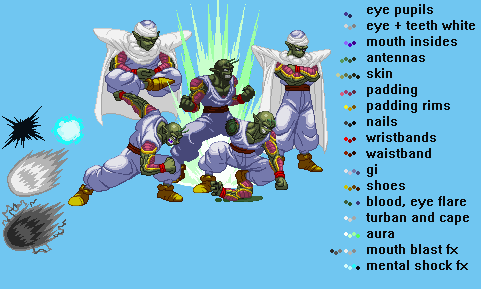 eye pupils
eye + teeth white
mouth insides
antennas
skin
padding
padding rims
nails
wristbands
waistband
gi
shoes
blood, eye flare
turban and cape
aura
mouth blast fx
mental shock fx